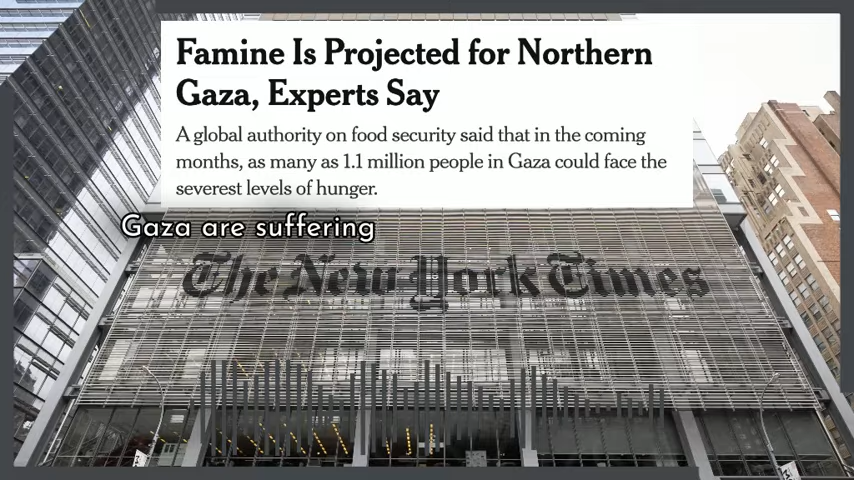 Famine Is Projected for Northern
Gaza, Experts Say
A global authority on food security said that in the coming
months, as many as 1.1 million people in Gaza could face the
severest levels of hunger.
Gaza are suffering
The New York Times